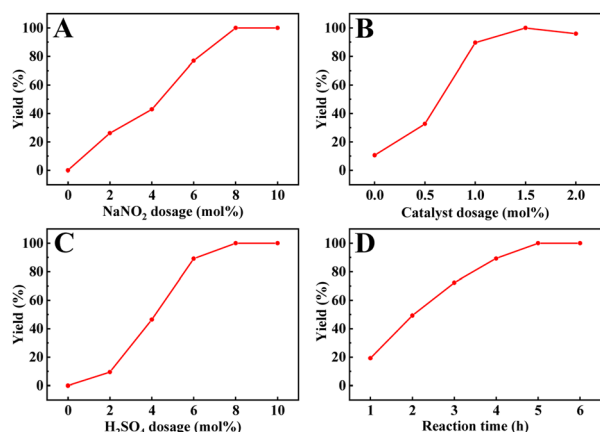 A
Yield (%)
100
80
60
40
20
0
0 2 4 6 8 10
NaNO₂ dosage (mol%)
B
Yield (%)
100
80
60
40
20
0
0.0 0.5 1.0 1.5 2.0
Catalyst dosage (mol%)
C
Yield (%)
100
80
60
40
20
0
0 2 4 6 8 10
H₂SO₄ dosage (mol%)
D
Yield (%)
100
80
60
40
20
0
1 2 3 4 5 6
Reaction time (h)